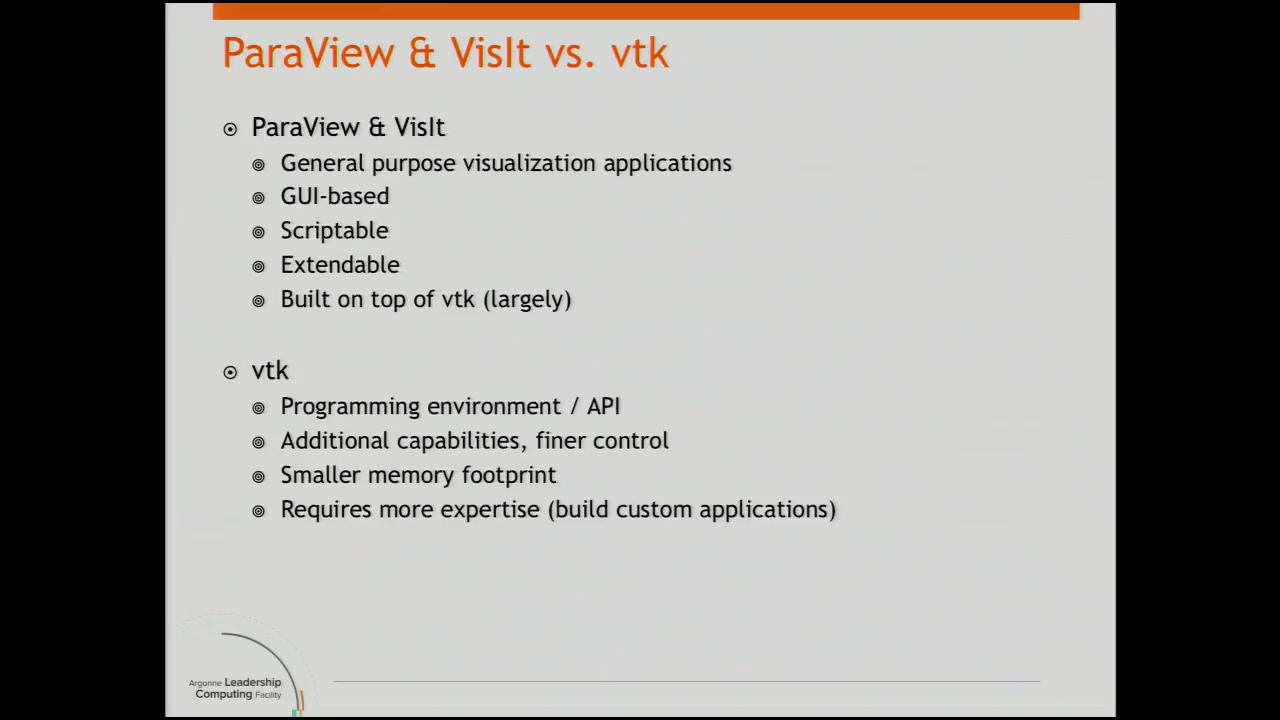 ParaView & VisIt vs. vtk
ParaView & VisIt
General purpose visualization applications
GUI-based
Scriptable
Extendable
Built on top of vtk (largely)
vtk
Programming environment / API
Additional capabilities, finer control
Smaller memory footprint
Requires more expertise (build custom applications)
Argonne Leadership
Computing Facility